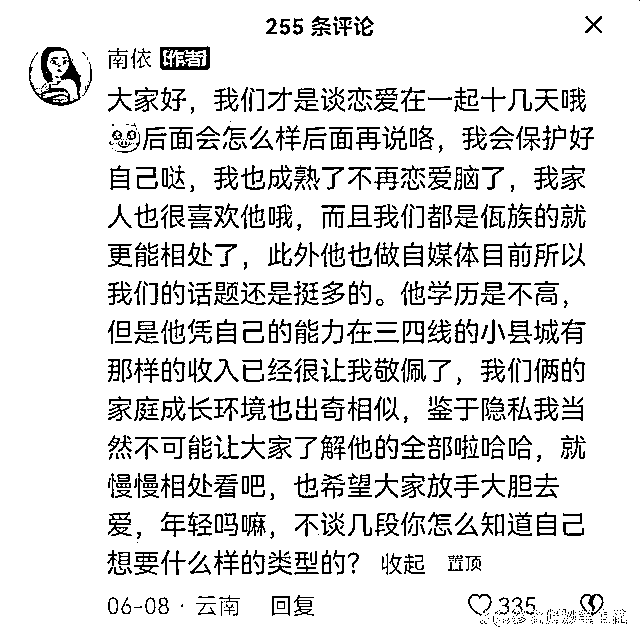 255 条评论
南依 作者
大家好，我们才是谈恋爱在一起十几天哦
后面会怎么样后面再说咯，我会保护好
自己哒，我也成熟了不再恋爱脑了，我家
人也很喜欢他哦，而且我们都是佤族的就
更能相处了，此外他也做自媒体目前所以
我们的话题还是挺多的。他学历是不高，
但是他凭自己的能力在三四线的小县城有
那样的收入已经很让我敬佩了，我们俩的
家庭成长环境也出奇相似，鉴于隐私我当
然不可能让大家了解他的全部啦哈哈，就
慢慢相处看吧，也希望大家放手大胆去
爱，年轻吗嘛，不谈几段你怎么知道自己
想要什么样的类型的？ 收起 置顶
06-08 · 云南 回复 335